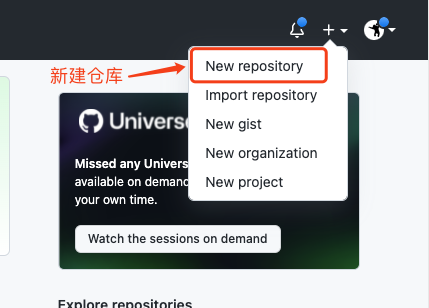 新建仓库
New repository
Import repository
New gist
New organization
New project
Universe
Missed any Unive
available on demand
your own time.
Watch the sessions on demand
Explore repositories